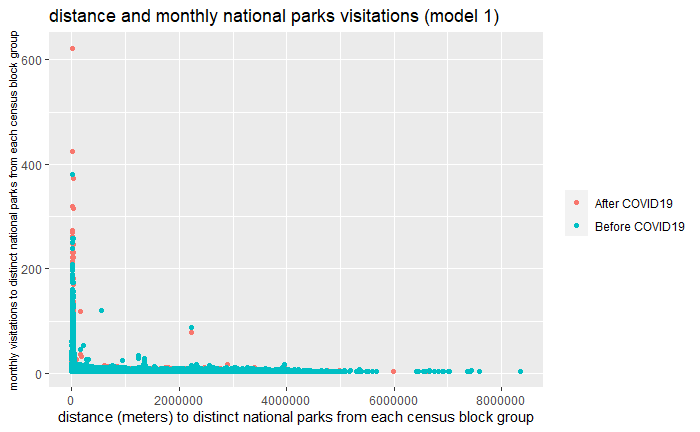 distance and monthly national parks visitations (model 1)
monthly visitations to distinct national parks from each census block group
600
400
200
0
0
2000000
4000000
6000000
8000000
distance (meters) to distinct national parks from each census block group
After COVID19
Before COVID19